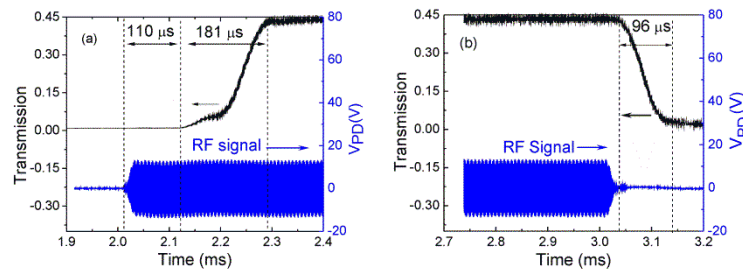 0.45
0.30
0.15
0.00
-0.15
-0.30
Transmission
(a)
110 μs
181 μs
RF signal
80
60
40
20
0
-20
V_PD(V)
1.9 2.0 2.1 2.2 2.3 2.4
Time (ms)
0.45
0.30
0.15
0.00
-0.15
-0.30
Transmission
(b)
96 μs
RF Signal
80
60
40
20
0
-20
V_PD(V)
2.7 2.8 2.9 3.0 3.1 3.2
Time (ms)